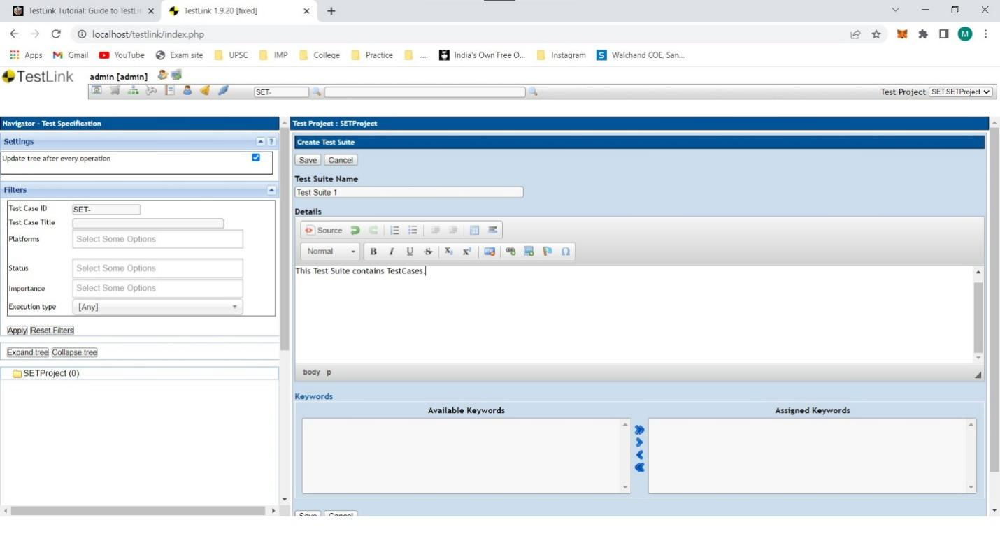 TestLink Tutorial: Guide to TestLin
TestLink 1.9.20 [fixed]
localhost/testlink/index.php
M
Apps Gmail YouTube Exam site UPSC IMP College Practice ..... India's Own Free O... Instagram S Walchand COE, San...
TestLink admin [admin]
SET- Test Project SET:SETProject
Navigator - Test Specification
Settings
?
Update tree after every operation
Filters
Test Case ID SET-
Test Case Title
Platforms Select Some Options
Status Select Some Options
Importance Select Some Options
Execution type [Any]
Apply Reset Filters
Expand tree Collapse tree
SETProject (0)
Test Project : SETProject
Create Test Suite
Save Cancel
Test Suite Name
Test Suite 1
Details
Source
Normal B I U S X₂ X² Ω
This Test Suite contains TestCases.
body p
Keywords
Available Keywords Assigned Keywords
Save Cancel